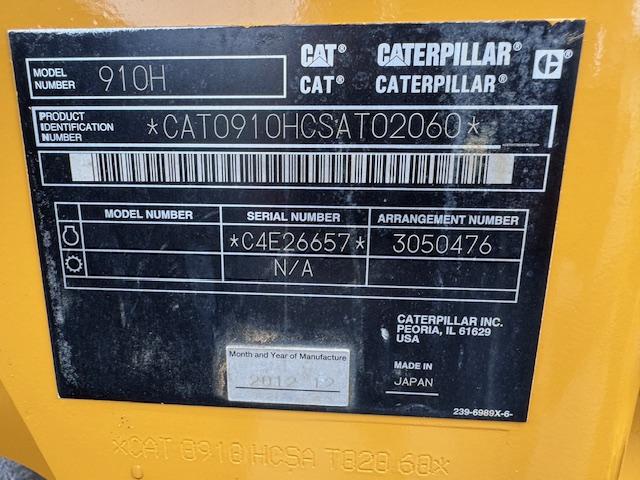 MODEL NUMBER 910H
CAT® CATERPILLAR® C
CAT® CATERPILLAR®
PRODUCT IDENTIFICATION NUMBER *CAT0910HCSAT02060*
MODEL NUMBER SERIAL NUMBER ARRANGEMENT NUMBER
*C4E26657* 3050476
N/A
CATERPILLAR INC.
PEORIA, IL 61629
USA
Month and Year of Manufacture
2012 12
MADE IN
JAPAN
239-6989X-6-
*CAT 0910 HCSA T020 60*